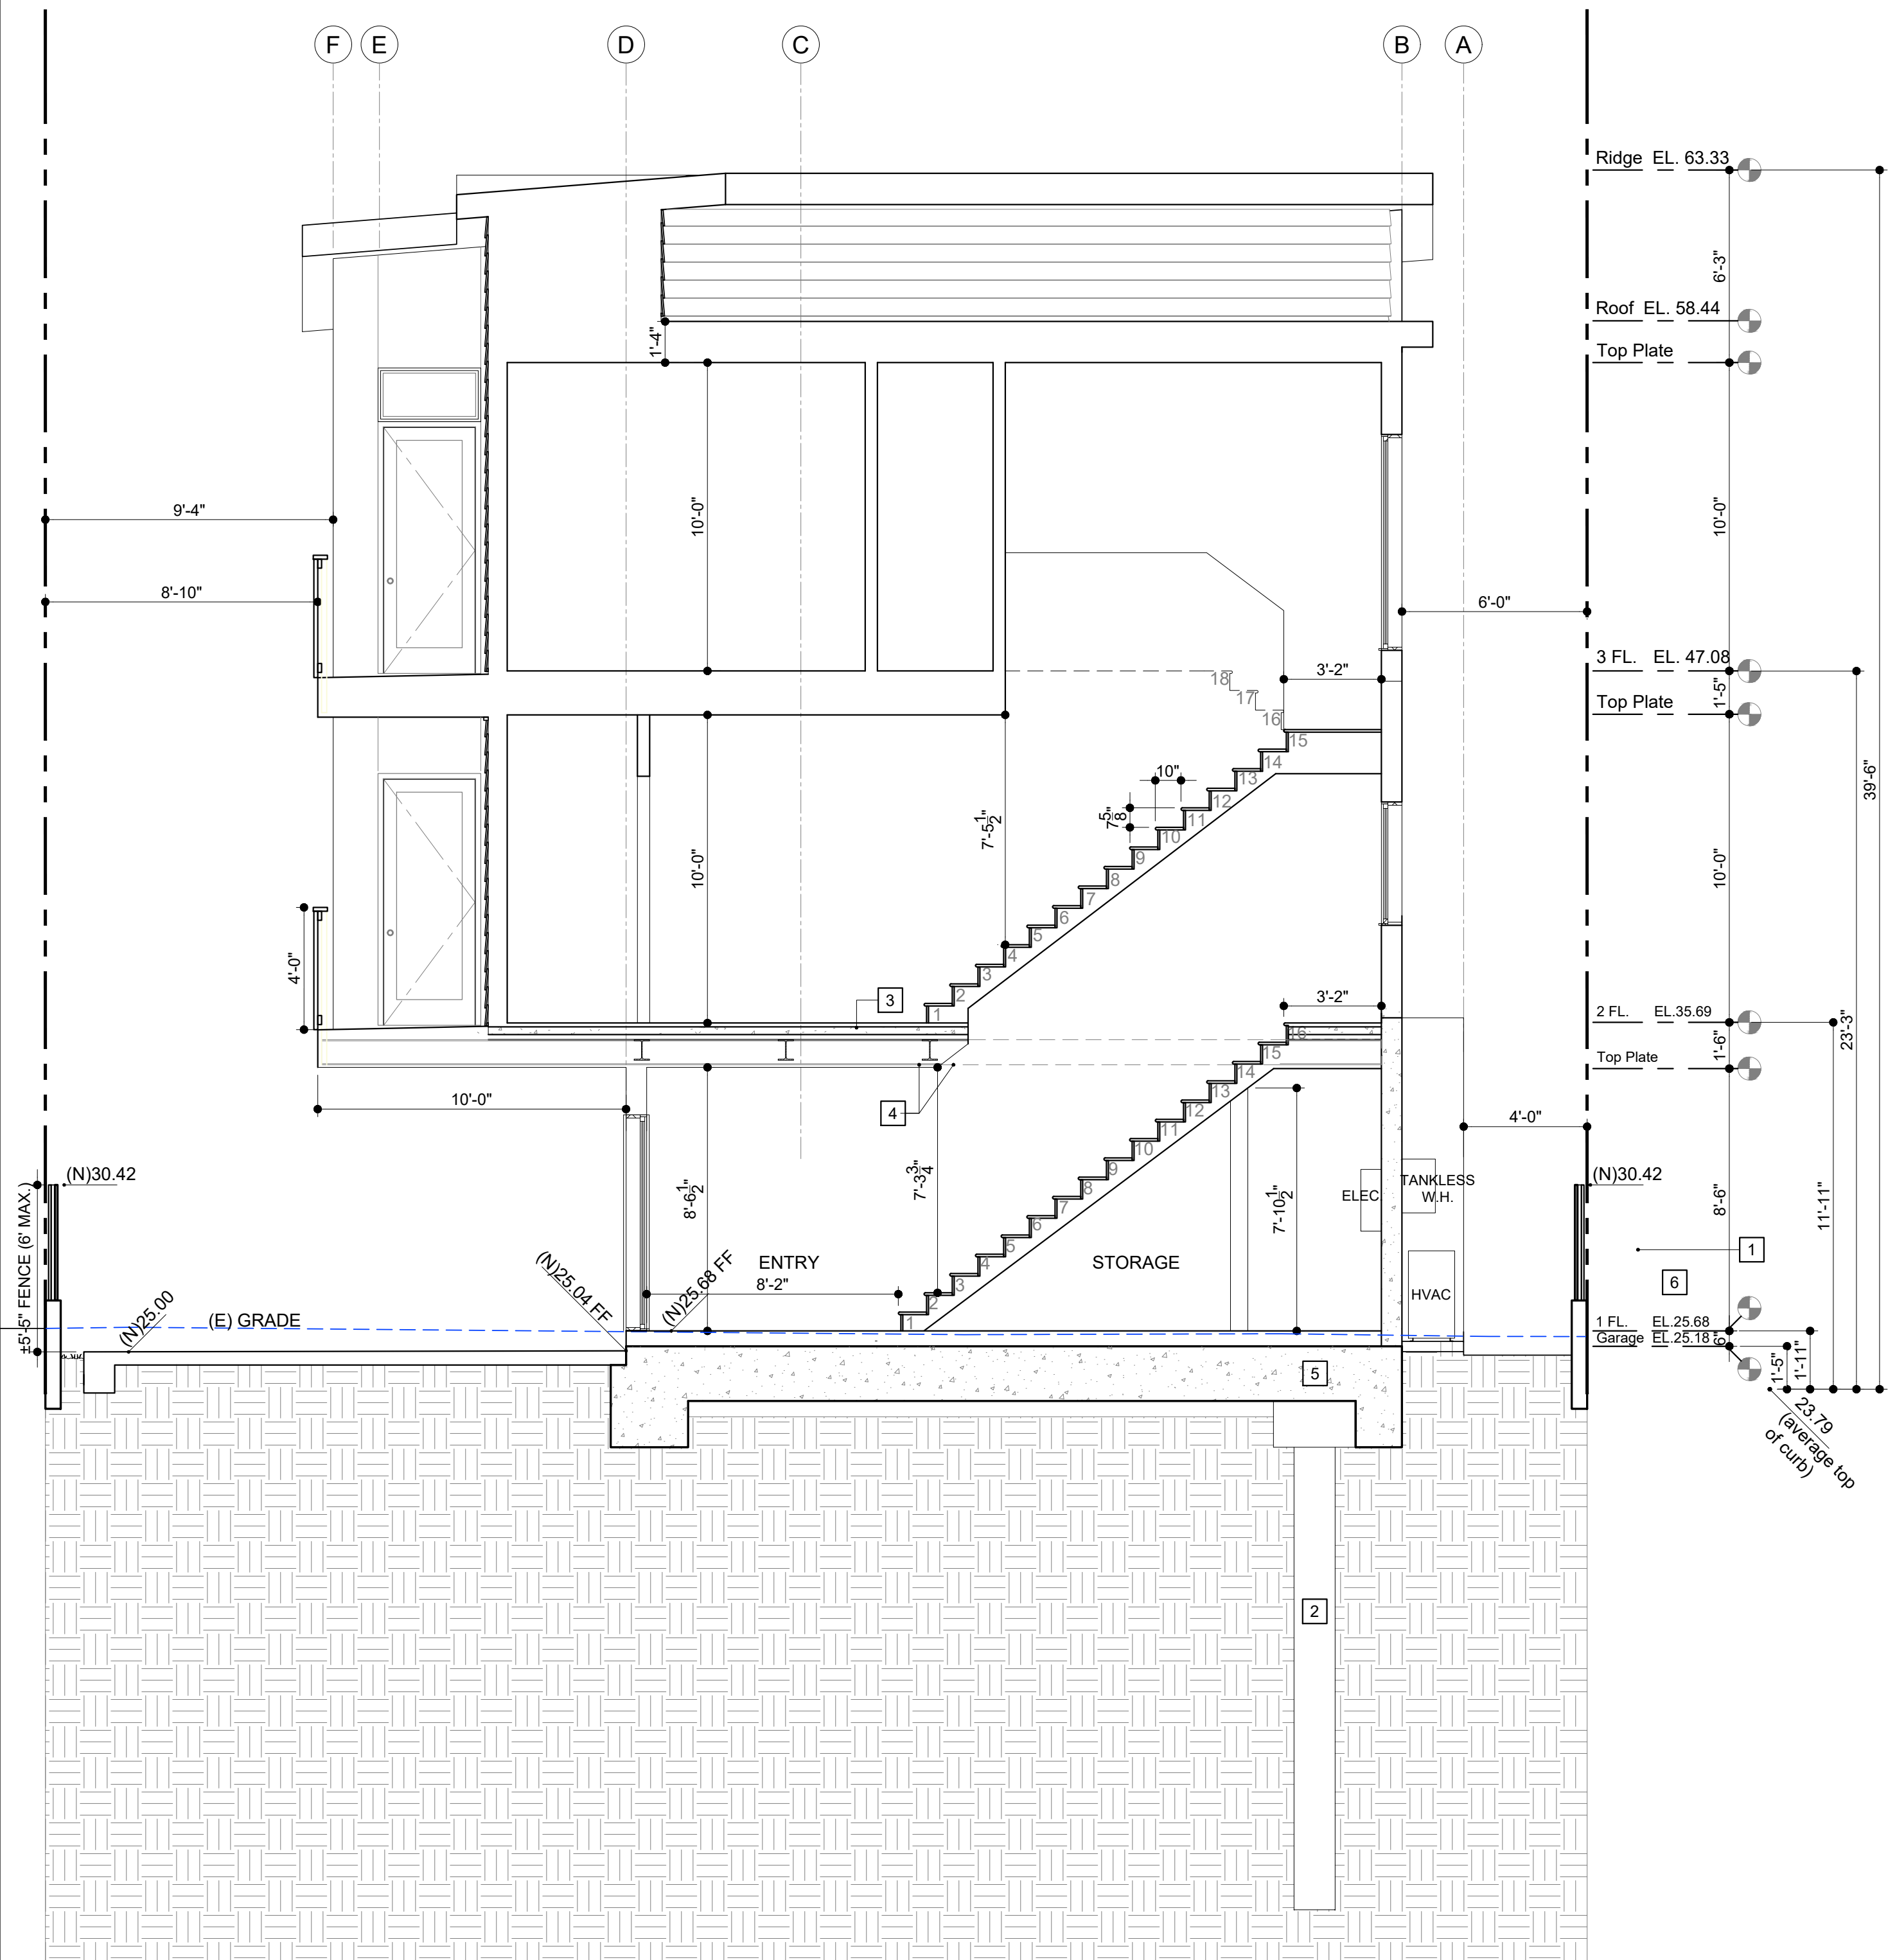 F E D C B A
Ridge EL. 63.33
6'-3"
Roof EL. 58.44
1'-4"
Top Plate
10'-0"
10'-0"
9'-4"
8'-10"
6'-0"
39'-6"
3 FL. EL. 47.08
3'-2"
1'-5"
18
17
16
Top Plate
15
14
13
12
11
10
9
8
7
6
5
4
3
2
1
10"
7 5/8"
7'-5 1/2"
10'-0"
10'-0"
23'-3"
4'-0"
3
3'-2"
2 FL. EL.35.69
1'-6"
Top Plate
16
15
14
13
12
11
10
9
8
7
6
5
4
3
2
1
10'-0"
4
4'-0"
(N)30.42
(N)30.42
±5'-5" FENCE (6' MAX.)
8'-6 1/2"
7'-3 3/4"
7'-10 1/2"
ELEC
TANKLESS
W.H.
8'-6"
11'-11"
1
(N)25.04 FF
(N)25.68 FF
ENTRY
8'-2"
STORAGE
HVAC
6
(N)25.00
(E) GRADE
1 FL. EL.25.68
Garage EL.25.18
6"
1'-5"
1'-11"
5
23.79
(average top
of curb)
2